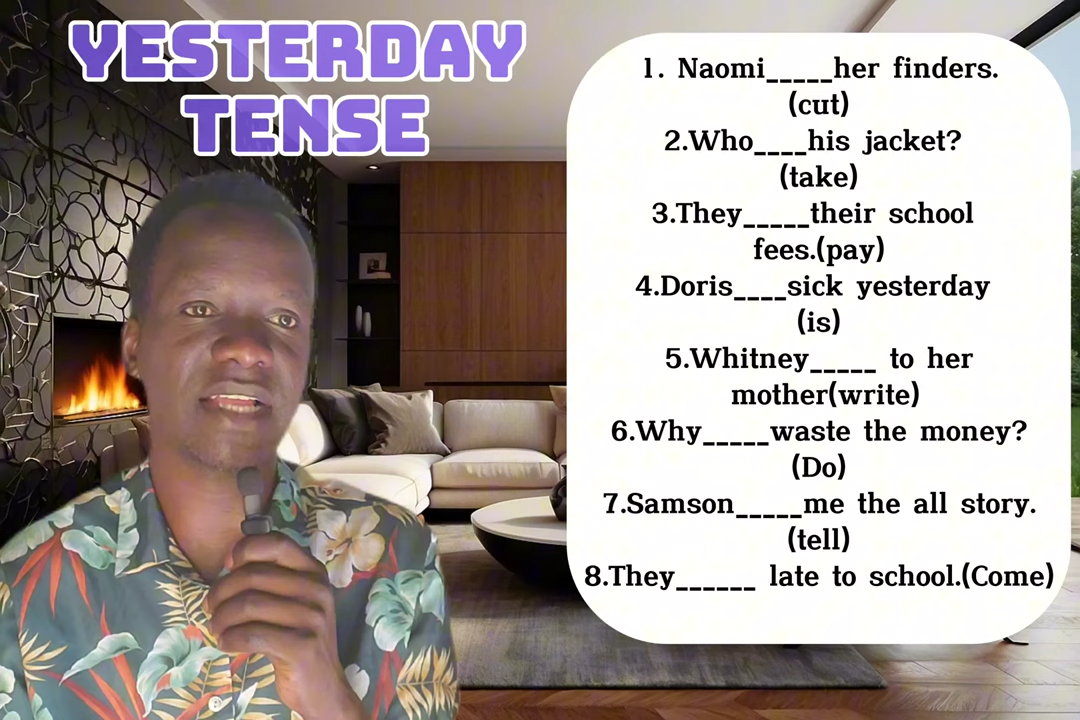 YESTERDAY
TENSE
1. Naomi_____her finders.
(cut)
2.Who____his jacket?
(take)
3.They_____their school
fees.(pay)
4.Doris____sick yesterday
(is)
5.Whitney_____ to her
mother(write)
6.Why_____waste the money?
(Do)
7.Samson_____me the all story.
(tell)
8.They______ late to school.(Come)